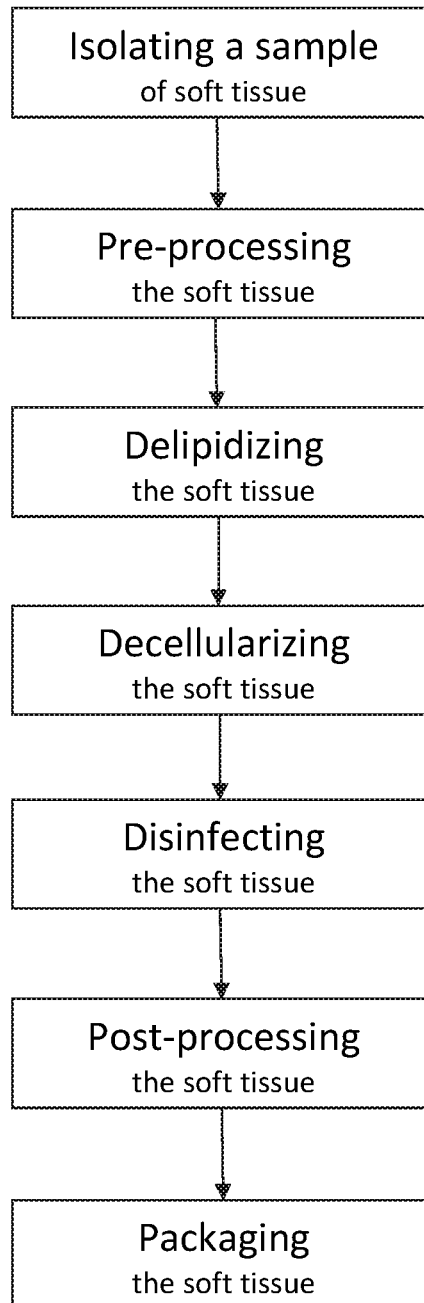 Isolating a sample
of soft tissue
Pre-processing
the soft tissue
Delipidizing
the soft tissue
Decellularizing
the soft tissue
Disinfecting
the soft tissue
Post-processing
the soft tissue
Packaging
the soft tissue